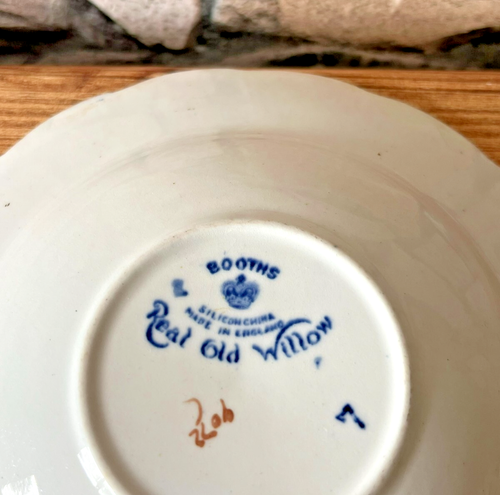 BOOTHS
SILICON CHINA
MADE IN ENGLAND
Real Old Willow